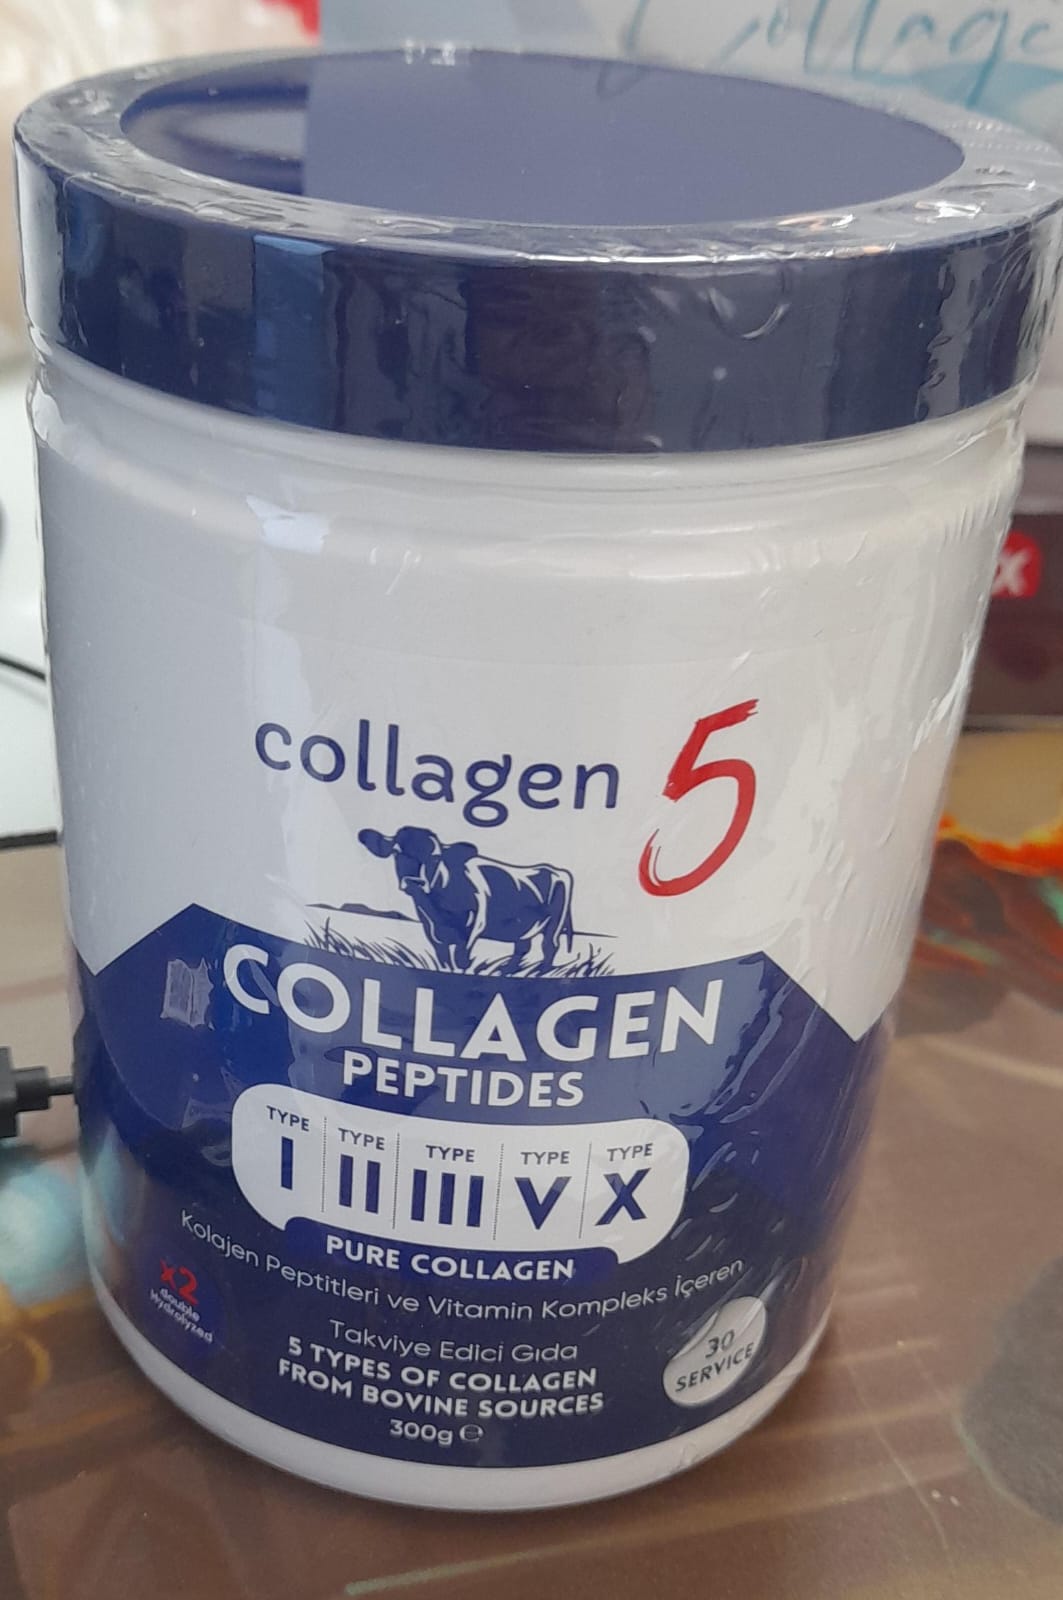 Collage
collagen 5
COLLAGEN
PEPTIDES
TYPE I TYPE II TYPE III TYPE V TYPE X
PURE COLLAGEN
Kolajen Peptitleri ve Vitamin Kompleks İçeren
Takviye Edici Gıda
x2
double
Hydrolyzed
5 TYPES OF COLLAGEN
FROM BOVINE SOURCES
300g ℮
30
SERVICE